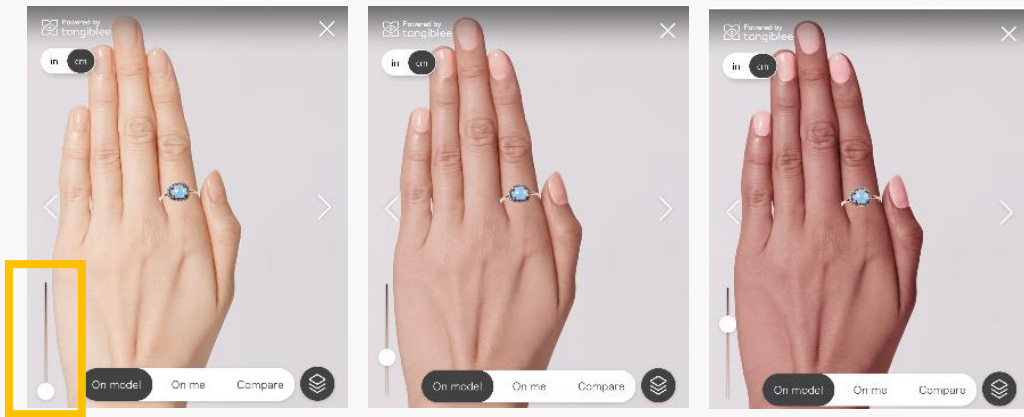 Powered by
tangiblee
in cm
On model On me Compare
Powered by
tangiblee
in cm
On model On me Compare
Powered by
tangiblee
in cm
On model On me Compare